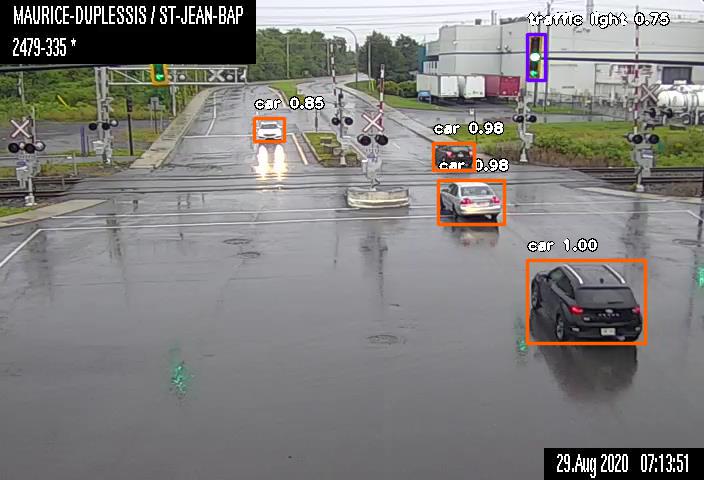 MAURICE-DUPLESSIS / ST-JEAN-BAP
2479-335 *
traffic light 0.75
car 0.85
car 0.98
car 0.98
car 1.00
29.Aug 2020 07:13:51